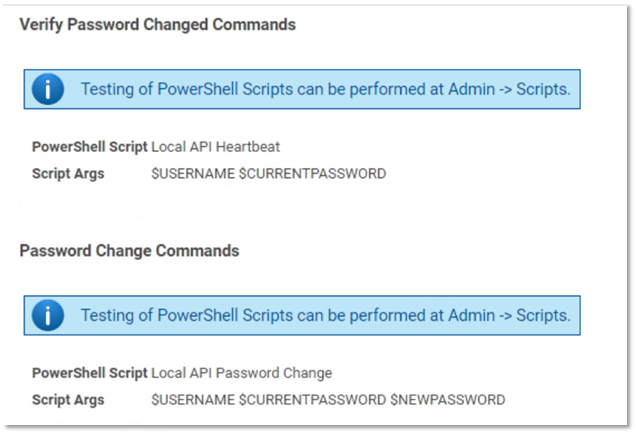 Verify Password Changed Commands
Testing of PowerShell Scripts can be performed at Admin -> Scripts.
PowerShell Script Local API Heartbeat
Script Args $USERNAME $CURRENTPASSWORD
Password Change Commands
Testing of PowerShell Scripts can be performed at Admin -> Scripts.
PowerShell Script Local API Password Change
Script Args $USERNAME $CURRENTPASSWORD $NEWPASSWORD